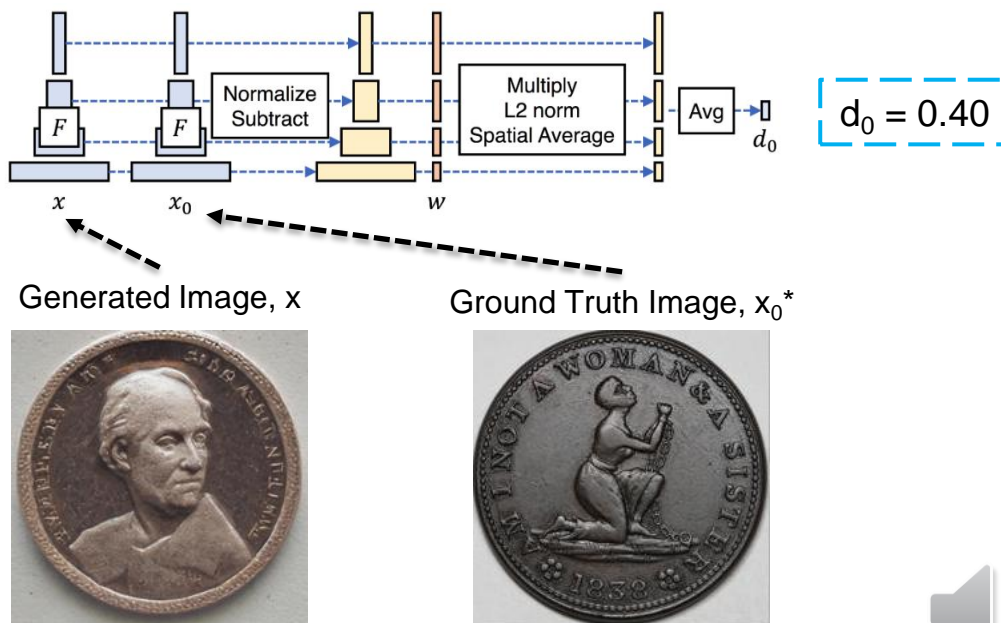 F
F
Normalize
Subtract
Multiply
L2 norm
Spatial Average
Avg
d₀
d₀ = 0.40
x
x₀
w
Generated Image, x
Ground Truth Image, x₀*
AM I NOT A WOMAN & A SISTER
1838